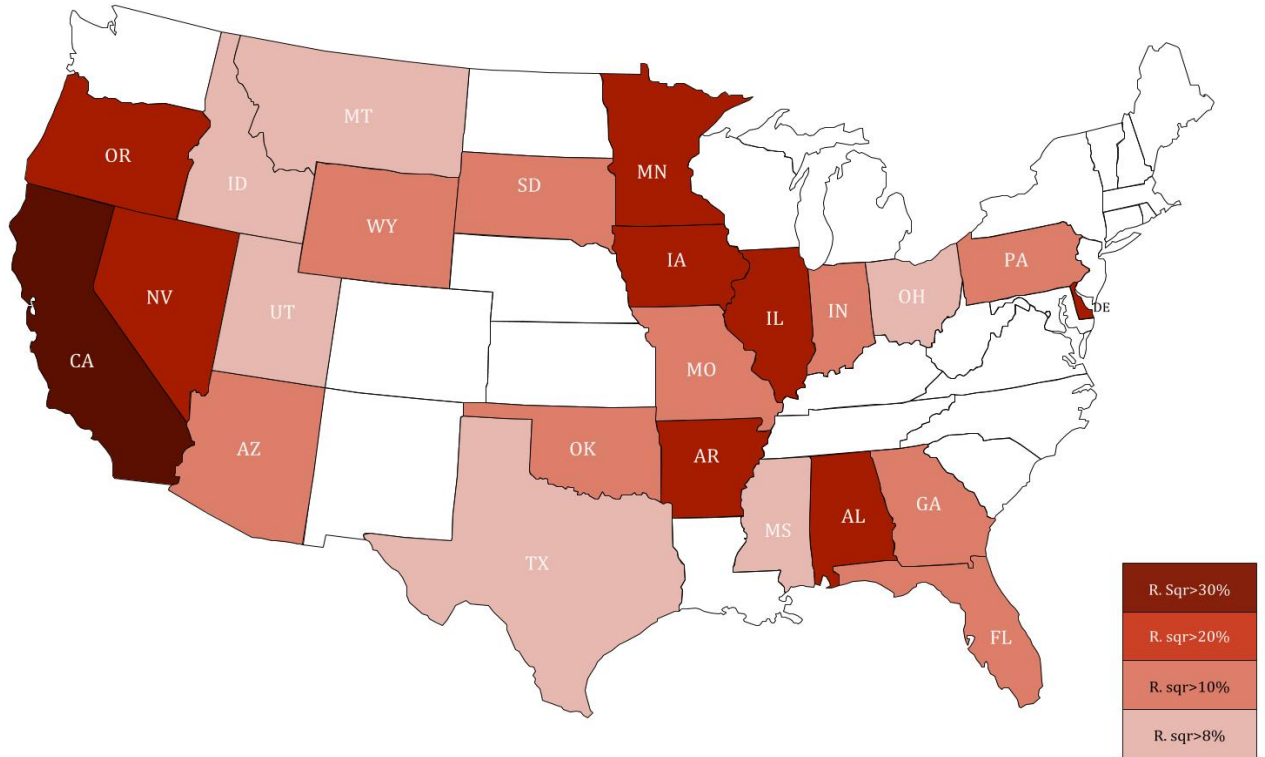 MT
OR
MN
ID
SD
WY
IA
PA
NV
UT
IL
IN
OH
DE
CA
MO
AZ
OK
AR
GA
AL
MS
TX
FL
R. Sqr>30%
R. sqr>20%
R. sqr>10%
R. sqr>8%